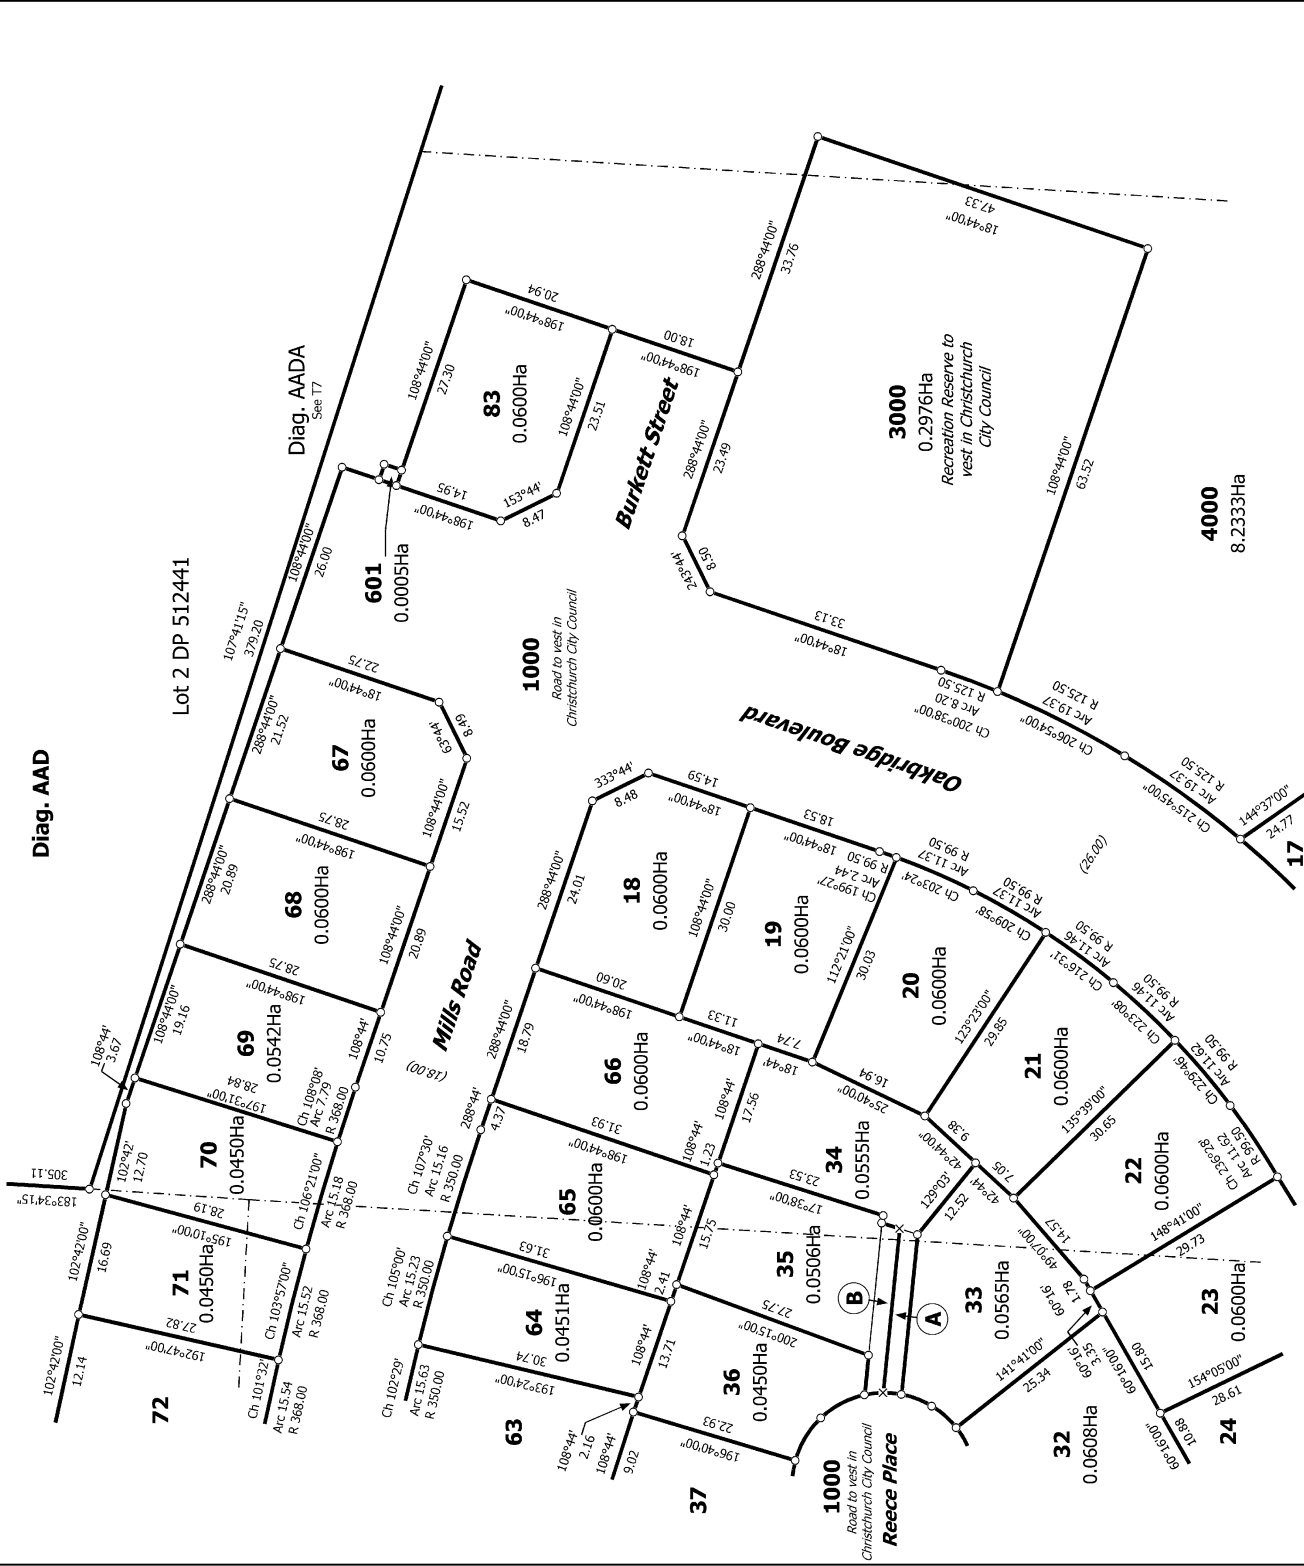 Diag. AAD
Diag. AADA
See T7
Lot 2 DP 512441
107°41'15"
379.20
305.11
183°34'15"
108°44'
3.67
102°42'
12.70
102°42'00"
16.69
102°42'00"
12.14
108°44'00"
19.16
288°44'00"
20.89
288°44'00"
21.52
108°44'00"
26.00
72
71
0.0450Ha
70
0.0450Ha
69
0.0542Ha
68
0.0600Ha
67
0.0600Ha
601
0.0005Ha
83
0.0600Ha
27.82
192°47'00"
28.19
195°10'00"
28.84
197°31'00"
28.75
198°44'00"
28.75
198°44'00"
22.75
18°44'00"
63°44'
8.49
108°44'00"
15.52
108°44'00"
20.89
108°44'
10.75
Ch 108°08'
Arc 7.79
R 368.00
Ch 106°21'00"
Arc 15.18
R 368.00
Ch 103°57'00"
Arc 15.52
R 368.00
Ch 101°32'
Arc 15.54
R 368.00
108°44'00"
27.30
20.94
198°44'00"
108°44'00"
23.51
153°44'
8.47
14.95
198°44'00"
18.00
198°44'00"
Burkett Street
1000
Road to vest in
Christchurch City Council
Mills Road
(18.00)
Oakbridge Boulevard
(26.00)
288°44'00"
33.76
288°44'00"
23.49
243°44'
8.50
33.13
18°44'00"
47.33
18°44'00"
108°44'00"
63.52
3000
0.2976Ha
Recreation Reserve to
vest in Christchurch
City Council
4000
8.2333Ha
Ch 200°38'00"
Arc 8.20
R 125.50
Ch 206°54'00"
Arc 19.37
R 125.50
Ch 215°45'00"
Arc 19.37
R 125.50
144°37'00"
24.77
17
333°44'
8.48
288°44'00"
24.01
14.59
18°44'00"
18
0.0600Ha
108°44'00"
30.00
20.60
198°44'00"
18.53
18°44'00"
19
0.0600Ha
11.33
18°44'00"
7.74
18°44'
112°21'00"
30.03
Ch 199°27'
Arc 2.44
R 99.50
Ch 203°24'
Arc 11.37
R 99.50
Ch 209°58'
Arc 11.37
R 99.50
20
0.0600Ha
16.94
25°40'00"
123°23'00"
29.85
9.38
42°44'00"
Ch 216°31'
Arc 11.46
R 99.50
Ch 223°08'
Arc 11.46
R 99.50
21
0.0600Ha
7.05
42°44'
135°39'00"
30.65
Ch 229°46'
Arc 11.62
R 99.50
Ch 236°28'
Arc 11.62
R 99.50
22
0.0600Ha
14.57
49°07'00"
1.78
60°16'
148°41'00"
29.73
23
0.0600Ha
3.35
60°16'
15.80
60°16'00"
154°05'00"
28.61
24
10.88
60°16'00"
288°44'00"
18.79
288°44'
4.37
Ch 107°30'
Arc 15.16
R 350.00
Ch 105°00'
Arc 15.23
R 350.00
Ch 102°29'
Arc 15.63
R 350.00
66
0.0600Ha
31.93
198°44'00"
65
0.0600Ha
31.63
196°15'00"
64
0.0451Ha
30.74
193°24'00"
63
108°44'
17.56
108°44'
1.23
108°44'
15.75
108°44'
2.41
108°44'
13.71
108°44'
2.16
108°44'
9.02
34
0.0555Ha
23.53
17°38'00"
129°03'
12.52
35
0.0506Ha
27.75
200°15'00"
36
0.0450Ha
22.93
196°40'00"
37
B
A
33
0.0565Ha
141°41'00"
25.34
32
0.0608Ha
1000
Road to vest in
Christchurch City Council
Reece Place